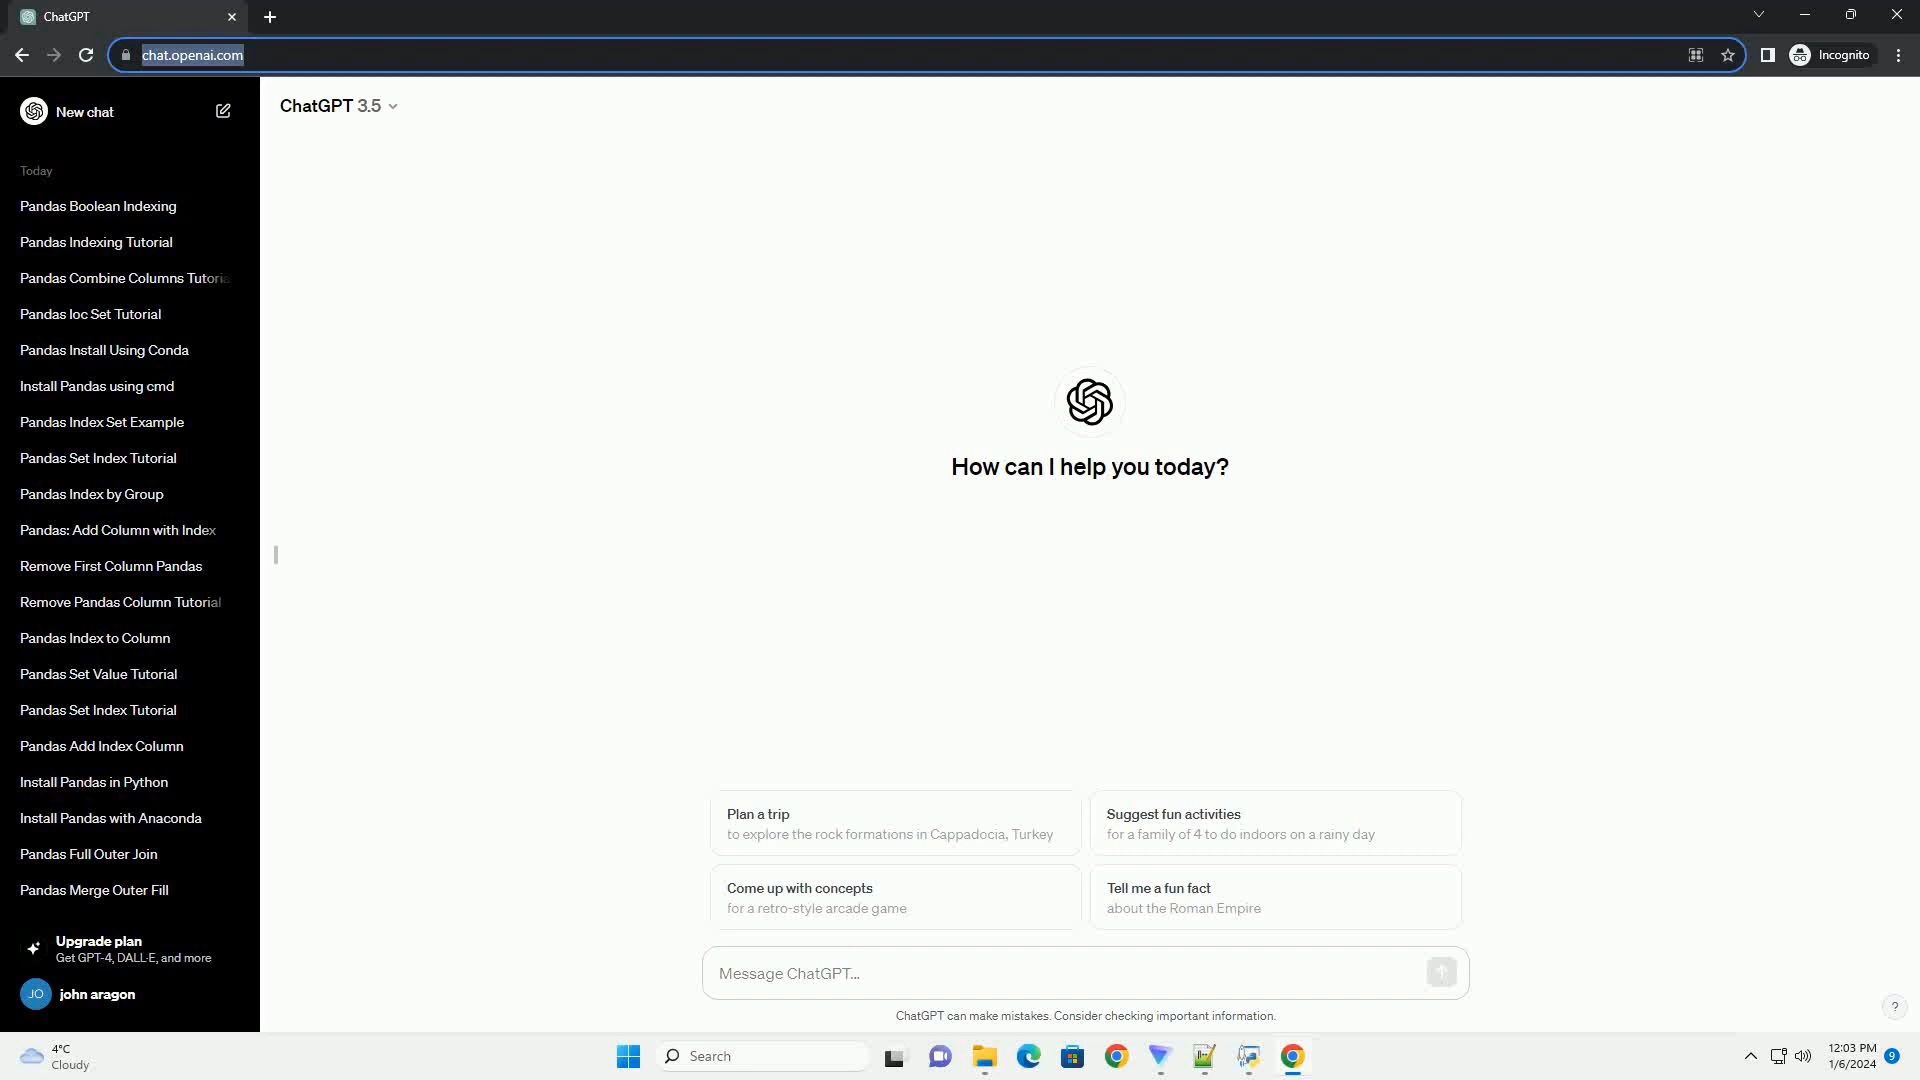 ChatGPT
chat.openai.com
Incognito
New chat
ChatGPT 3.5
Today
Pandas Boolean Indexing
Pandas Indexing Tutorial
Pandas Combine Columns Tutoria
Pandas loc Set Tutorial
Pandas Install Using Conda
Install Pandas using cmd
Pandas Index Set Example
Pandas Set Index Tutorial
Pandas Index by Group
Pandas: Add Column with Index
Remove First Column Pandas
Remove Pandas Column Tutorial
Pandas Index to Column
Pandas Set Value Tutorial
Pandas Set Index Tutorial
Pandas Add Index Column
Install Pandas in Python
Install Pandas with Anaconda
Pandas Full Outer Join
Pandas Merge Outer Fill
Upgrade plan
Get GPT-4, DALL·E, and more
JO john aragon
How can I help you today?
Plan a trip
to explore the rock formations in Cappadocia, Turkey
Suggest fun activities
for a family of 4 to do indoors on a rainy day
Come up with concepts
for a retro-style arcade game
Tell me a fun fact
about the Roman Empire
Message ChatGPT...
ChatGPT can make mistakes. Consider checking important information.
?
4°C
Cloudy
Search
12:03 PM
1/6/2024
9